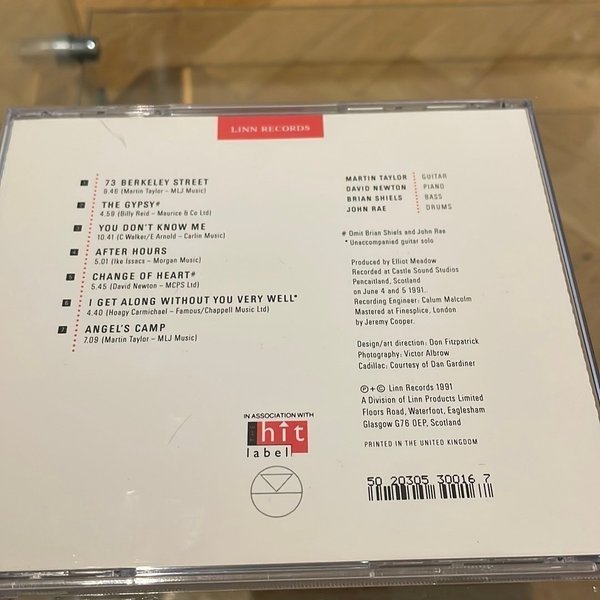 LINN RECORDS
1 73 BERKELEY STREET
9.46 (Martin Taylor – MLJ Music)
2 THE GYPSY#
4.59 (Billy Reid – Maurice & Co Ltd)
3 YOU DON'T KNOW ME
10.41 (C Walker/E Arnold – Carlin Music)
4 AFTER HOURS
5.01 (Ike Issacs – Morgan Music)
5 CHANGE OF HEART#
5.45 (David Newton – MCPS Ltd)
6 I GET ALONG WITHOUT YOU VERY WELL*
4.40 (Hoagy Carmichael – Famous/Chappell Music Ltd)
7 ANGEL'S CAMP
7.09 (Martin Taylor – MLJ Music)
MARTIN TAYLOR GUITAR
DAVID NEWTON PIANO
BRIAN SHIELS BASS
JOHN RAE DRUMS
# Omit Brian Shiels and John Rae
* Unaccompanied guitar solo
Produced by Elliot Meadow
Recorded at Castle Sound Studios
Pencaitland, Scotland
on June 4 and 5 1991.
Recording Engineer: Calum Malcolm
Mastered at Finesplice, London
by Jeremy Cooper.
Design/art direction: Don Fitzpatrick
Photography: Victor Albrow
Cadillac: Courtesy of Dan Gardiner
℗+© Linn Records 1991
A Division of Linn Products Limited
Floors Road, Waterfoot, Eaglesham
Glasgow G76 0EP, Scotland
PRINTED IN THE UNITED KINGDOM
IN ASSOCIATION WITH
the hit
label
50 20305 30016 7